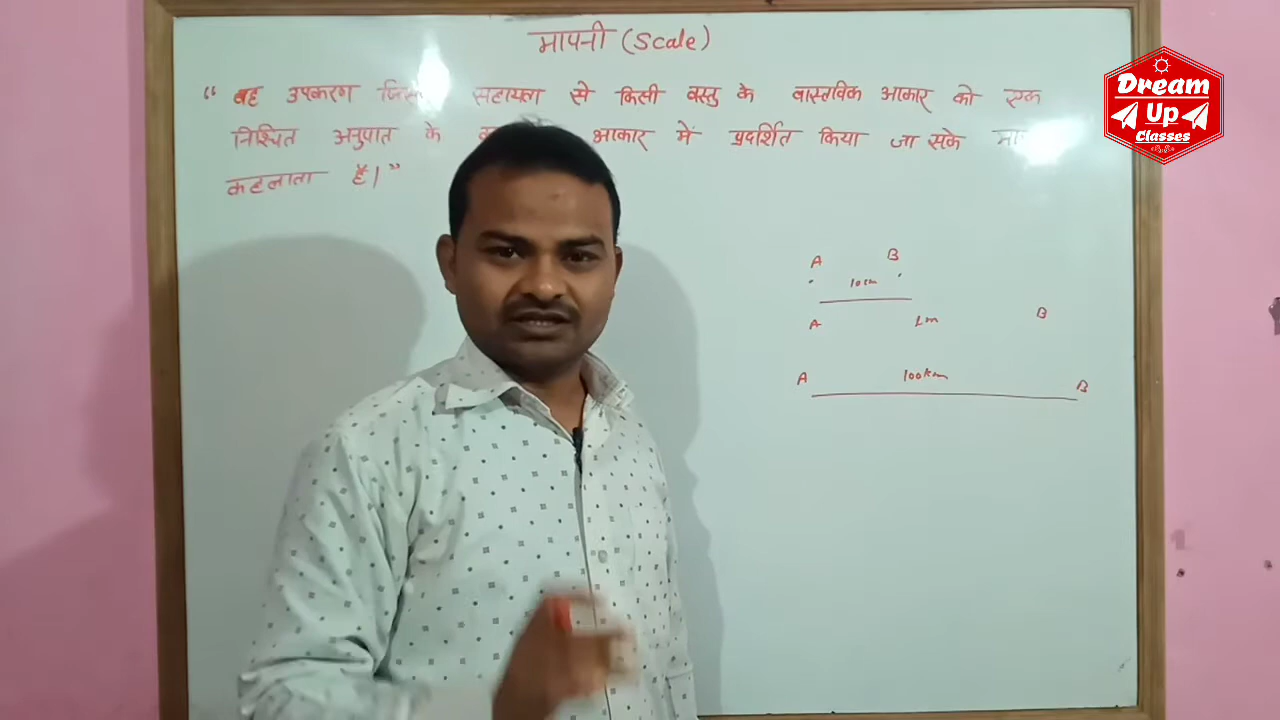 मापनी (Scale)
“ वह उपकरण सहायता से किसी वस्तु के वास्तविक आकार को एक
निश्चित अनुपात के आकार में प्रदर्शित किया जा सके
कहलाता है।”
A B
10cm
A 1m B
A 100km B
Dream
Up
Classes